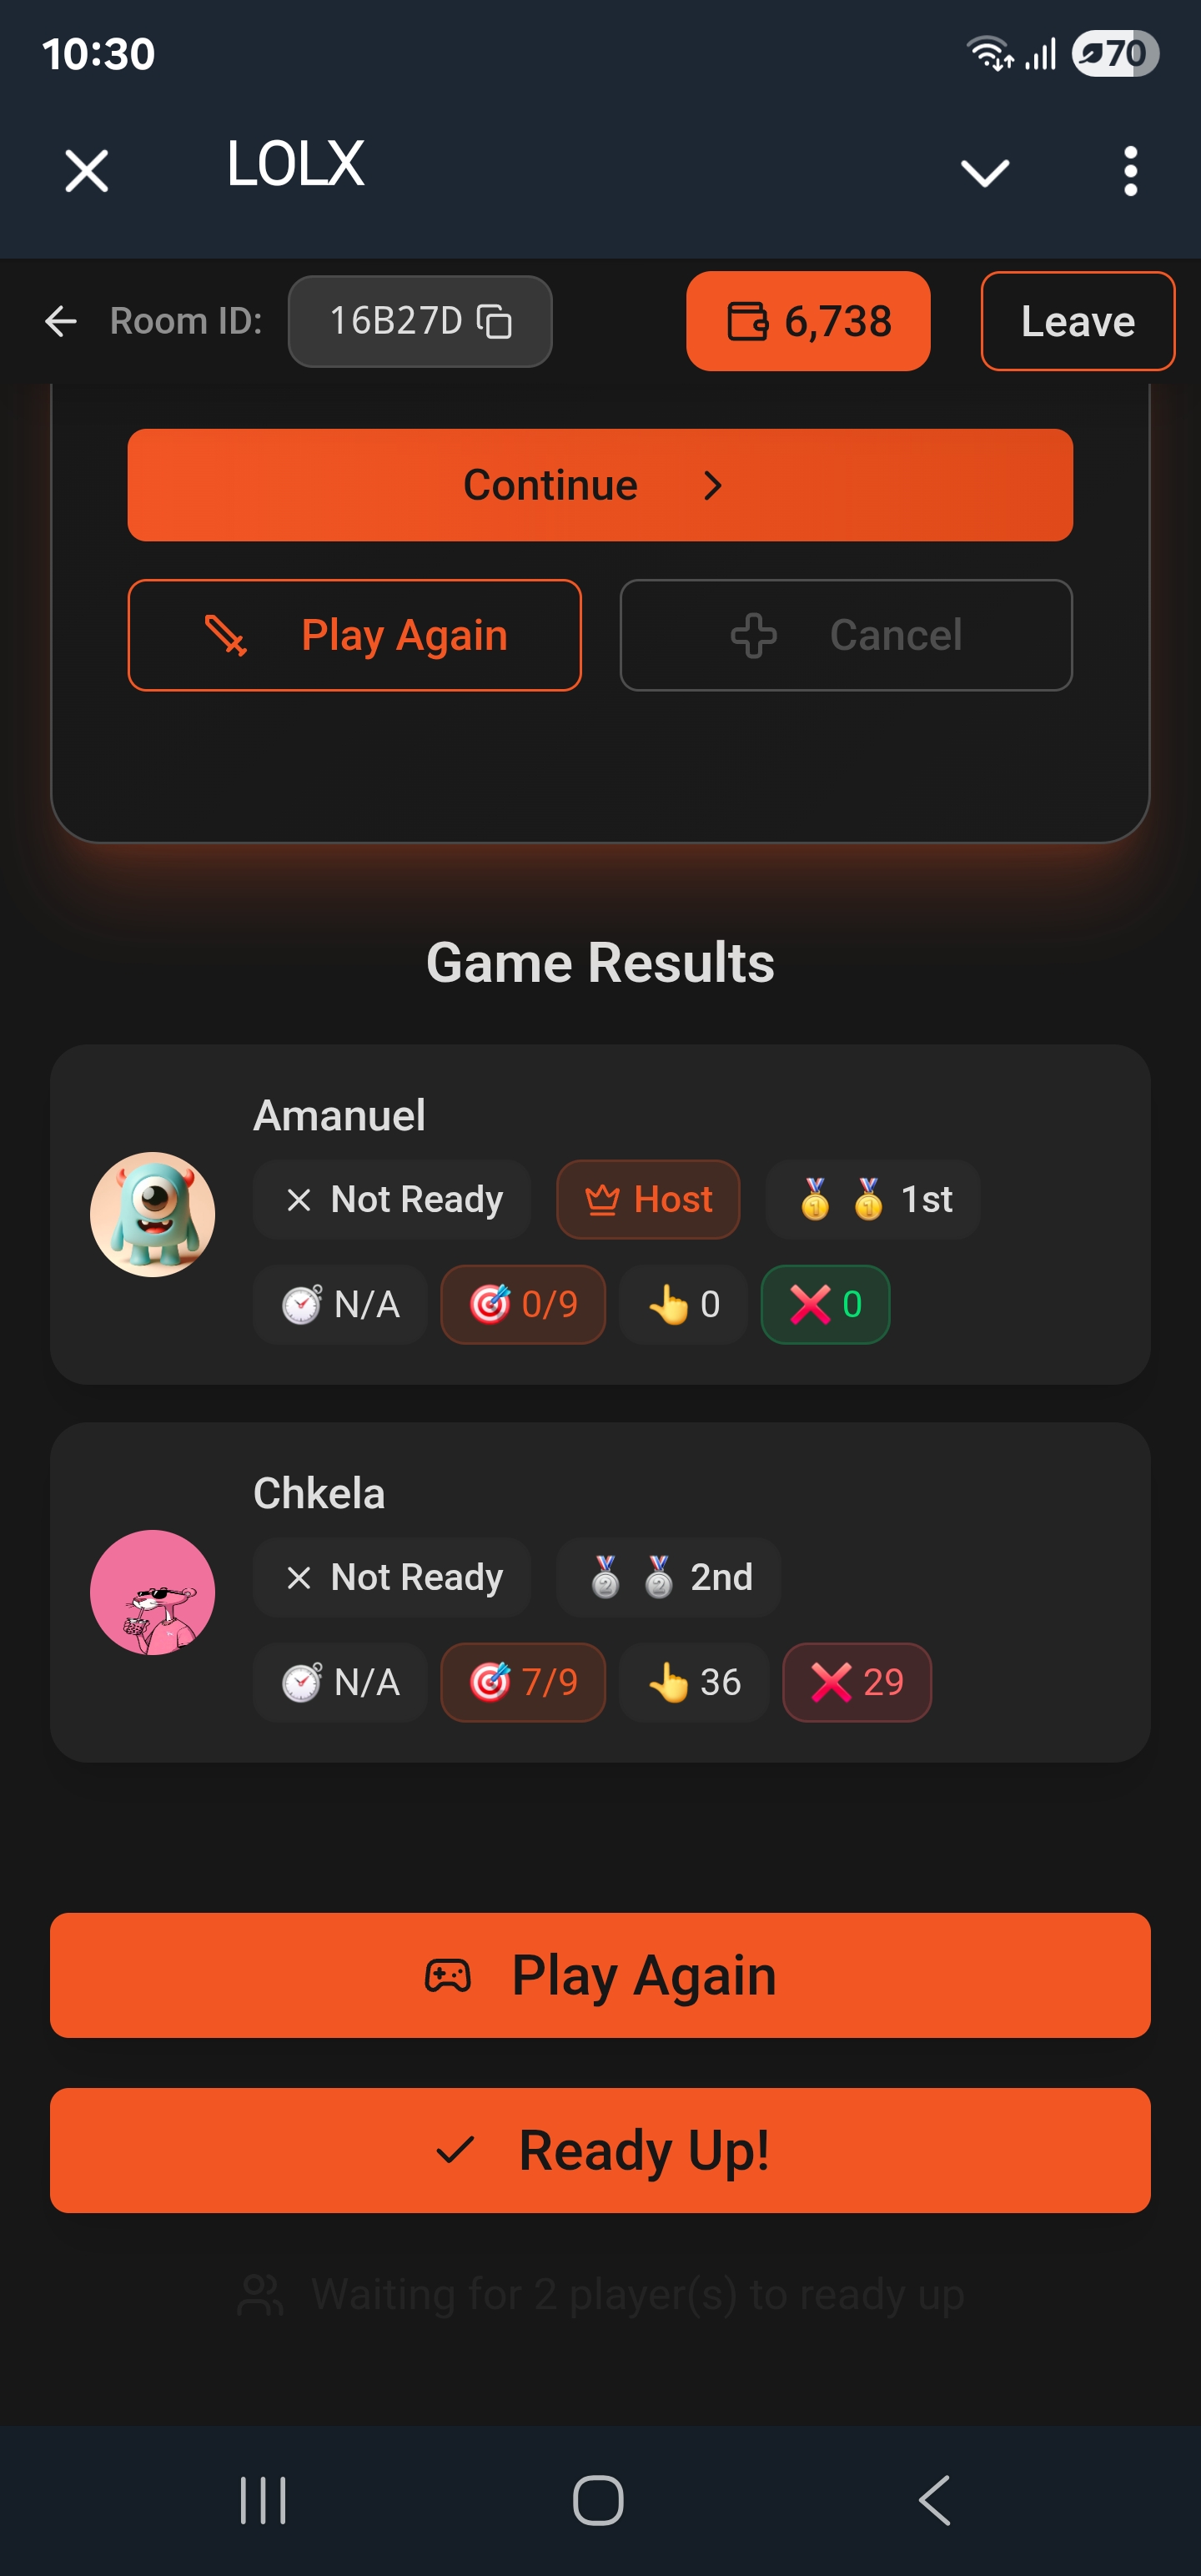 10:30
70
LOLX
Room ID: 16B27D 6,738 Leave
Continue
Play Again Cancel
Game Results
Amanuel
Not Ready Host 1st
N/A 0/9 0 0
Chkela
Not Ready 2nd
N/A 7/9 36 29
Play Again
Ready Up!
Waiting for 2 player(s) to ready up